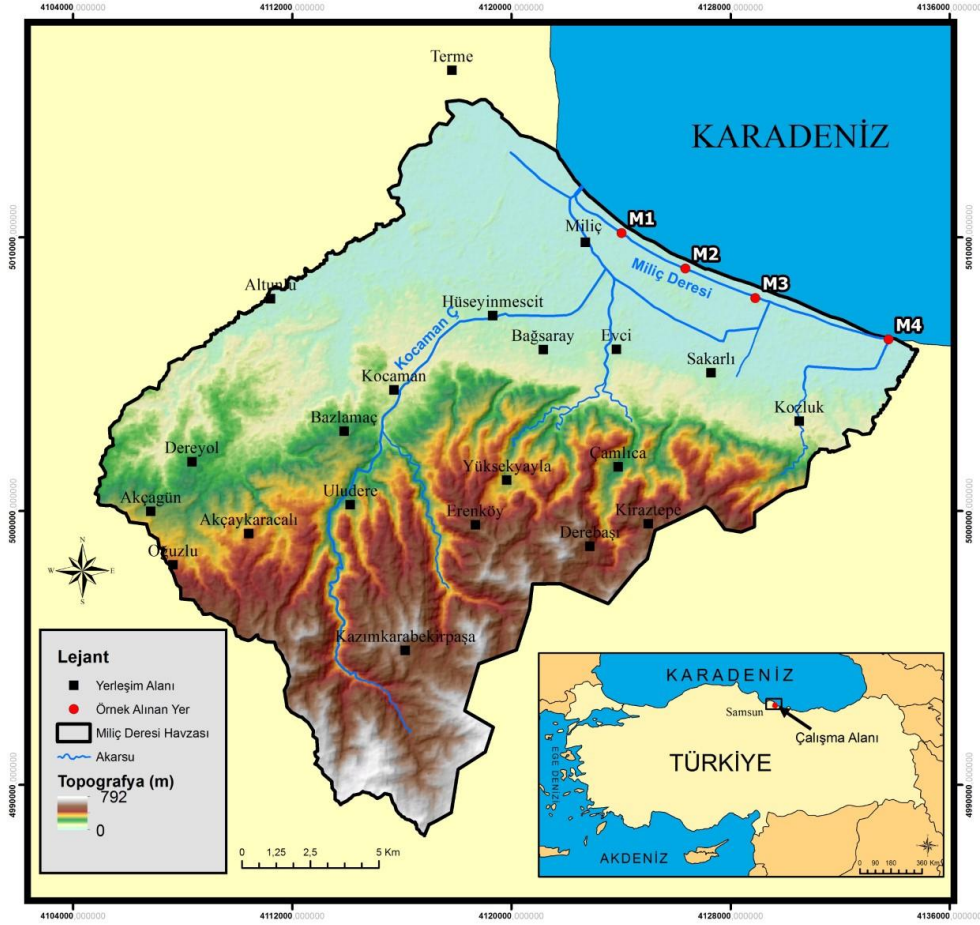 4104000,000000
4112000,000000
4120000,000000
4128000,000000
4136000,000000
Terme
KARADENİZ
5010000,000000
5010000,000000
M1
Miliç
M2
Miliç Deresi
M3
Altunlu
Hüseyinmescit
M4
Kocaman Ç.
Bağsaray
Evci
Sakarlı
Kocaman
Kozluk
Bazlamaç
Dereyol
Yüksekyayla
Çamlıca
Akçagün
Uludere
5000000,000000
5000000,000000
Akçaykaracalı
Erenköy
Kiraztepe
Derebaşı
Oğuzlu
N
W
E
S
Kazımkarabekirpaşa
Lejant
Yerleşim Alanı
Örnek Alınan Yer
Miliç Deresi Havzası
Akarsu
Topografya (m)
792
0
0 1,25 2,5 5 Km
KARADENİZ
Samsun
Çalışma Alanı
TÜRKİYE
EGE DENİZİ
AKDENİZ
0 90 180 360 Km
4990000,000000
4990000,000000
4104000,000000
4112000,000000
4120000,000000
4128000,000000
4136000,000000